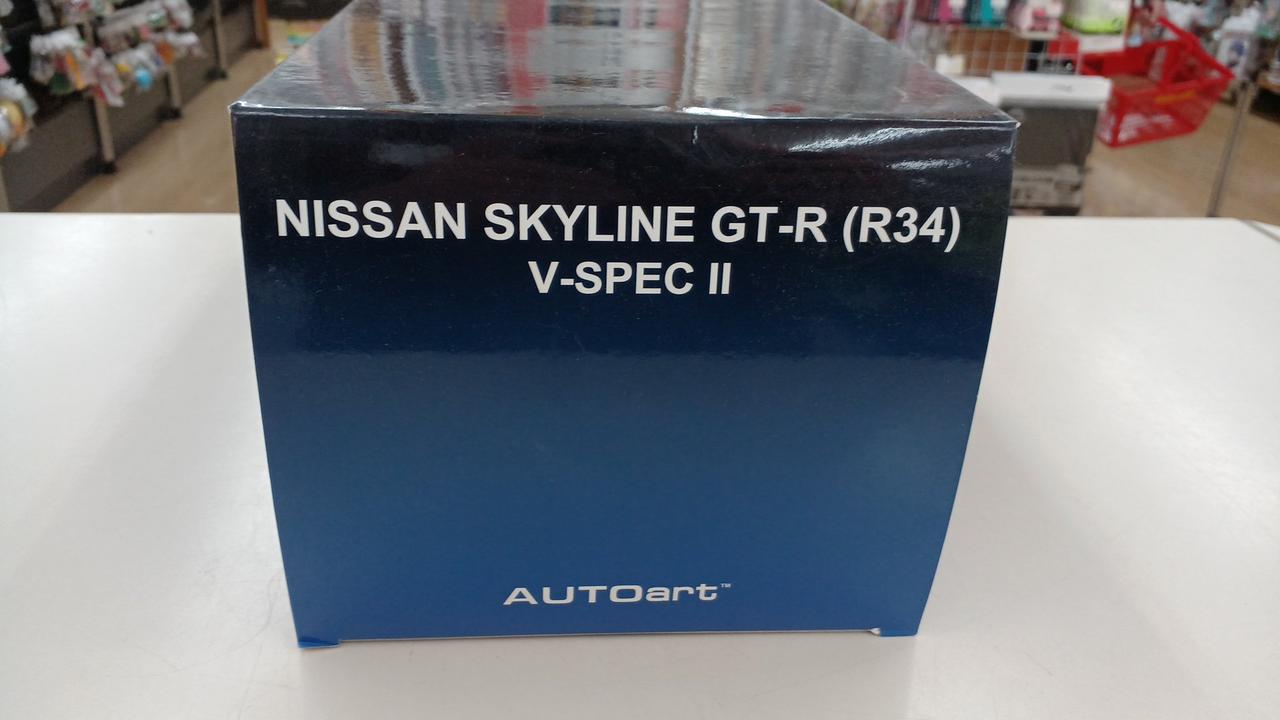 NISSAN SKYLINE GT-R (R34)
V-SPEC II
AUTOart™